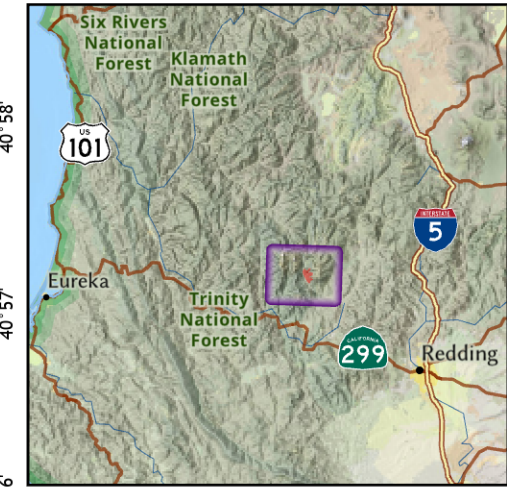 Six Rivers
National
Forest
Klamath
National
Forest
40°58'
US
101
INTERSTATE
5
Eureka
Trinity
National
Forest
40°57'
CALIFORNIA
299
Redding
6'